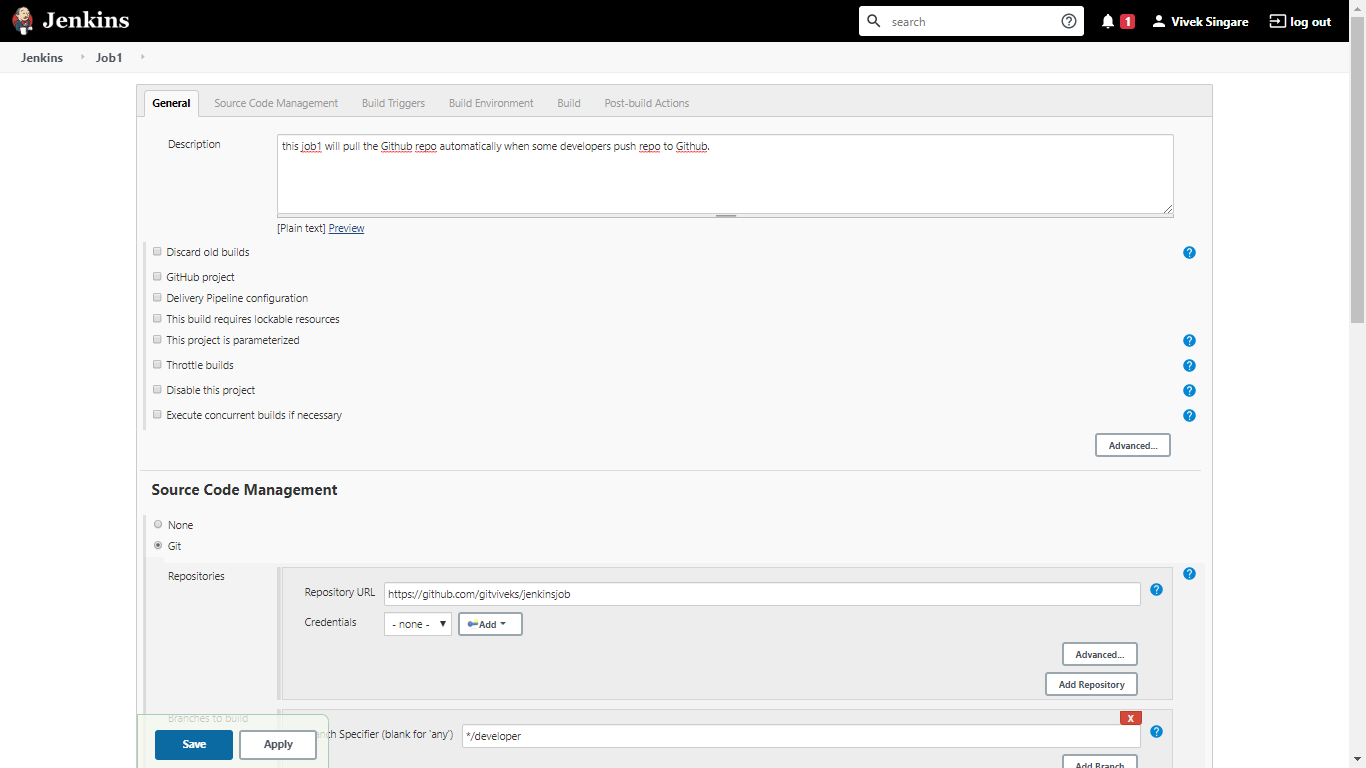 Jenkins
search
1
Vivek Singare
log out
Jenkins
Job1
General
Source Code Management
Build Triggers
Build Environment
Build
Post-build Actions
Description
this job1 will pull the Github repo automatically when some developers push repo to Github.
[Plain text] Preview
Discard old builds
GitHub project
Delivery Pipeline configuration
This build requires lockable resources
This project is parameterized
Throttle builds
Disable this project
Execute concurrent builds if necessary
Advanced...
Source Code Management
None
Git
Repositories
Repository URL
https://github.com/gitviveks/jenkinsjob
Credentials
- none -
Add
Advanced...
Add Repository
Branches to build
X
nch Specifier (blank for 'any')
*/developer
Save
Apply
Add Branch